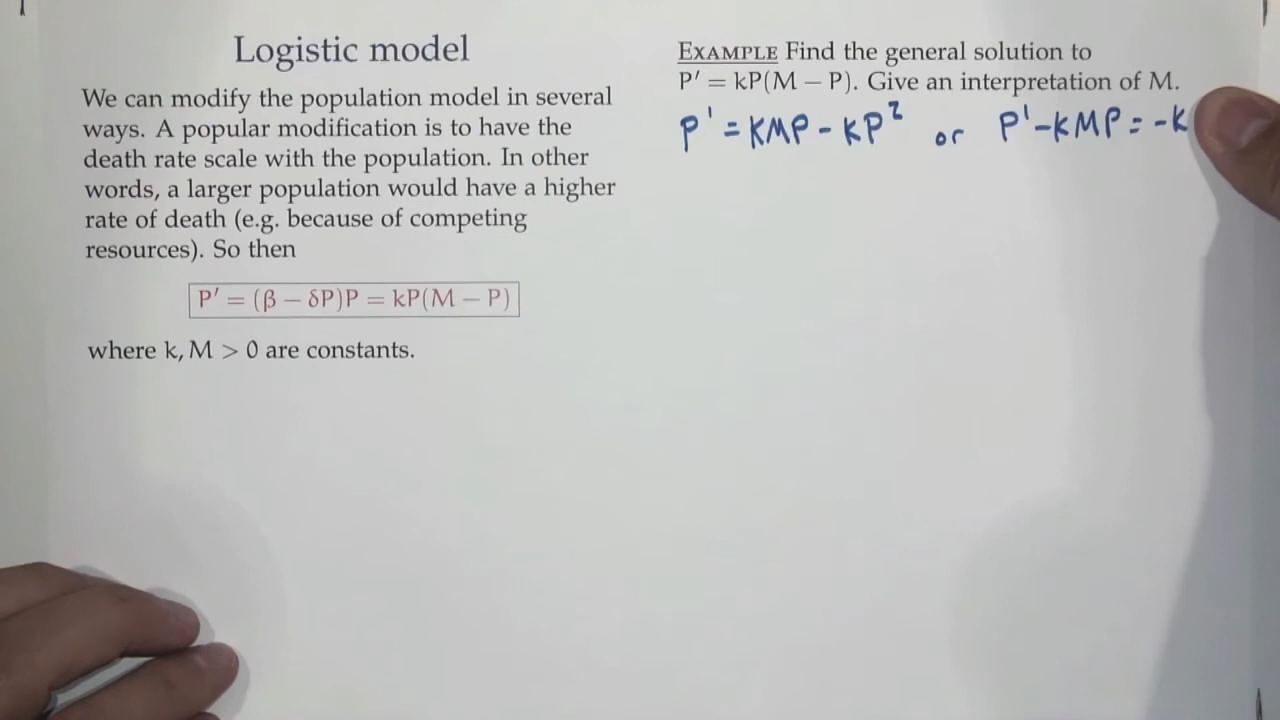 Logistic model
We can modify the population model in several
ways. A popular modification is to have the
death rate scale with the population. In other
words, a larger population would have a higher
rate of death (e.g. because of competing
resources). So then
P′ = (β − δP)P = kP(M − P)
where k, M > 0 are constants.
EXAMPLE Find the general solution to
P′ = kP(M − P). Give an interpretation of M.
P' = KMP - KP² or P' - KMP = -K